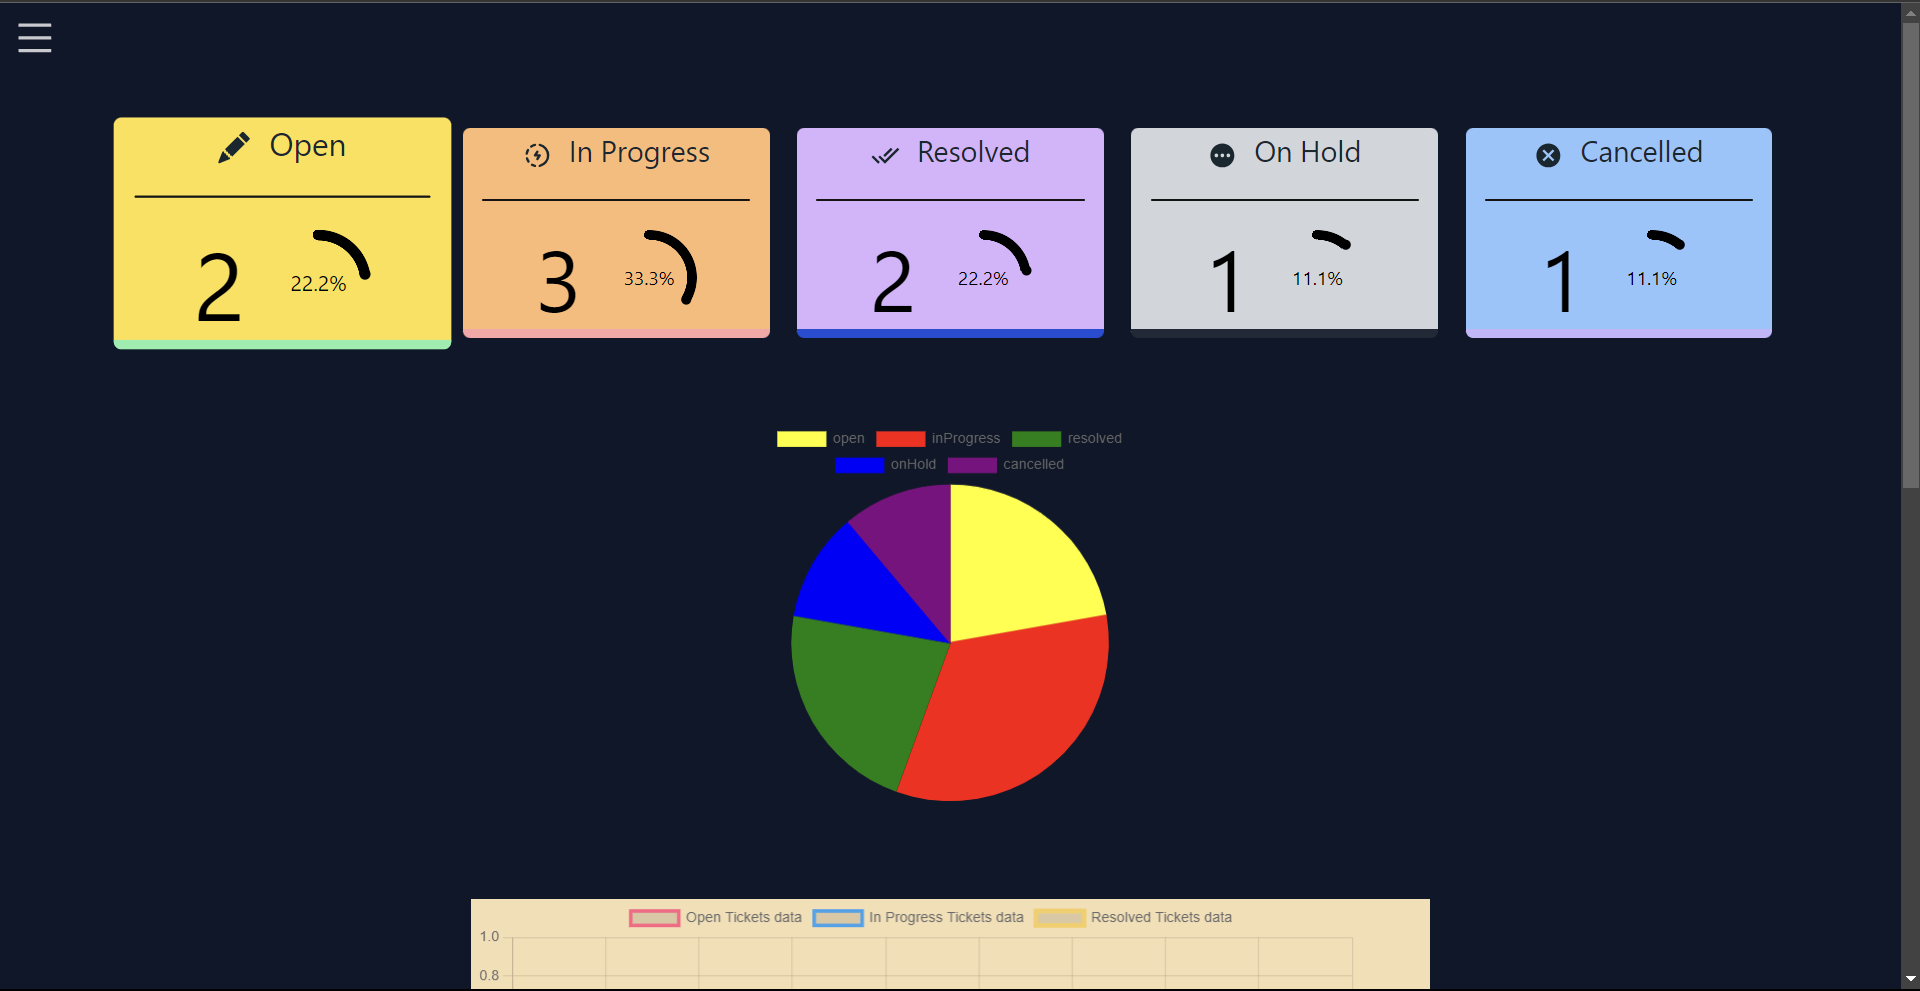 Open
In Progress
Resolved
On Hold
Cancelled
2
22.2%
3
33.3%
2
22.2%
1
11.1%
1
11.1%
open inProgress resolved
onHold cancelled
Open Tickets data In Progress Tickets data Resolved Tickets data
1.0
0.8